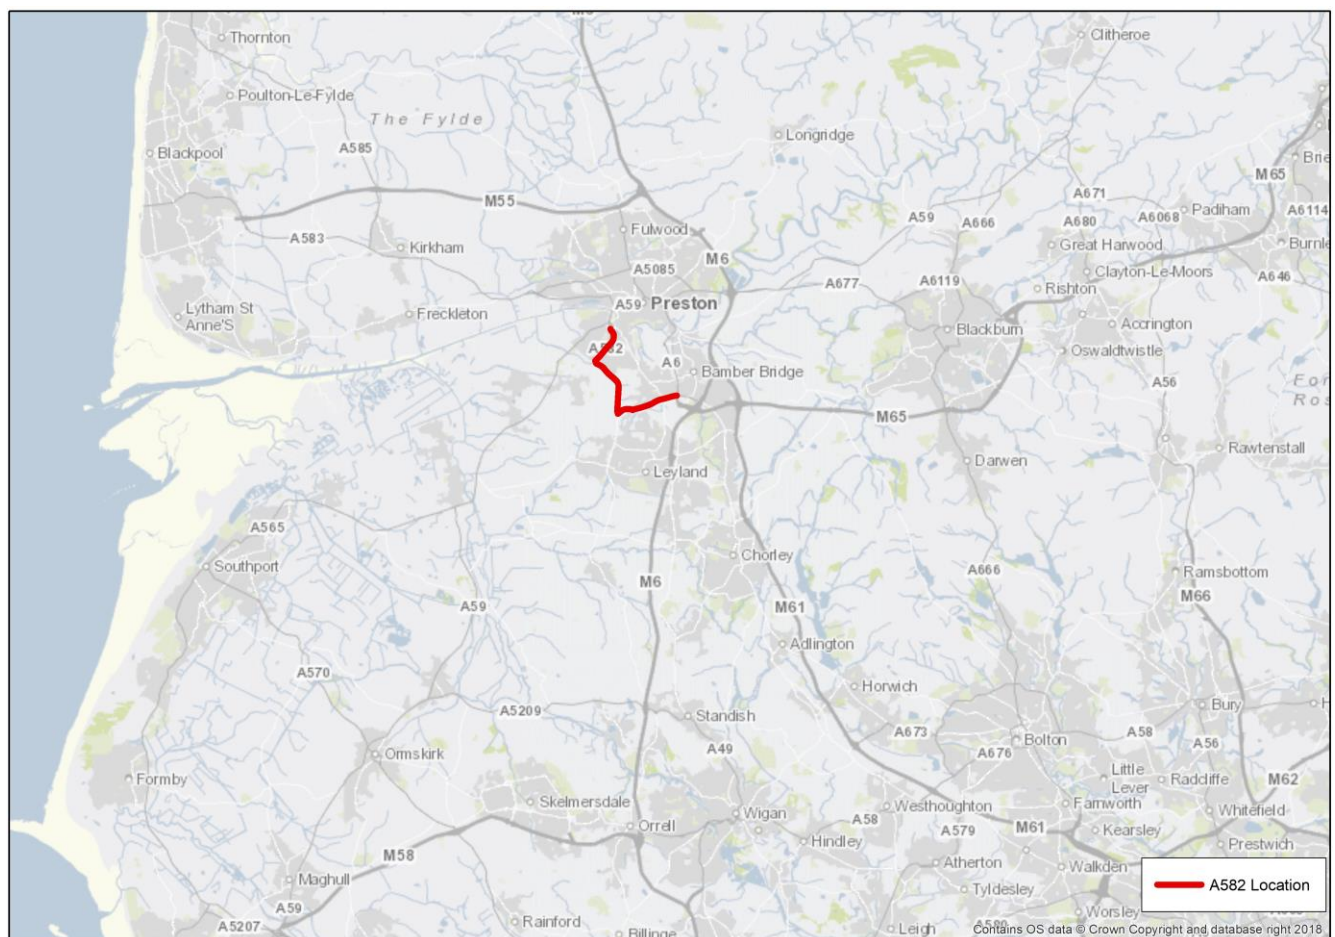 Thornton
Clitheroe
Poulton-Le-Fylde
The Fylde
Longridge
A585
Blackpool
M65
M55
A671
A59
A666
A680
A6068
Padiham
A6114
A583
Kirkham
Fulwood
Great Harwood
M6
A5085
A677
A6119
Clayton-Le-Moors
A646
Rishton
Lytham St
Anne'S
Freckleton
A59
Preston
Blackburn
Accrington
A6
Bamber Bridge
Oswaldtwistle
A56
M65
Darwen
Rawtenstall
Leyland
A565
Southport
Chorley
A666
Ramsbottom
M6
M66
A59
M61
Adlington
A570
Horwich
A5209
Standish
A673
Bury
A49
A676
Bolton
A58
A56
Ormskirk
Formby
Little
Lever
Radcliffe
M62
Skelmersdale
Wigan
Westhoughton
Farnworth
Whitefield
Orrell
A58
A579
M61
Kearsley
Hindley
Prestwich
M58
Atherton
Walkden
Maghull
Tyldesley
A582 Location
A59
A5207
Rainford
Leigh
Worsley
Contains OS data © Crown Copyright and database right 2018